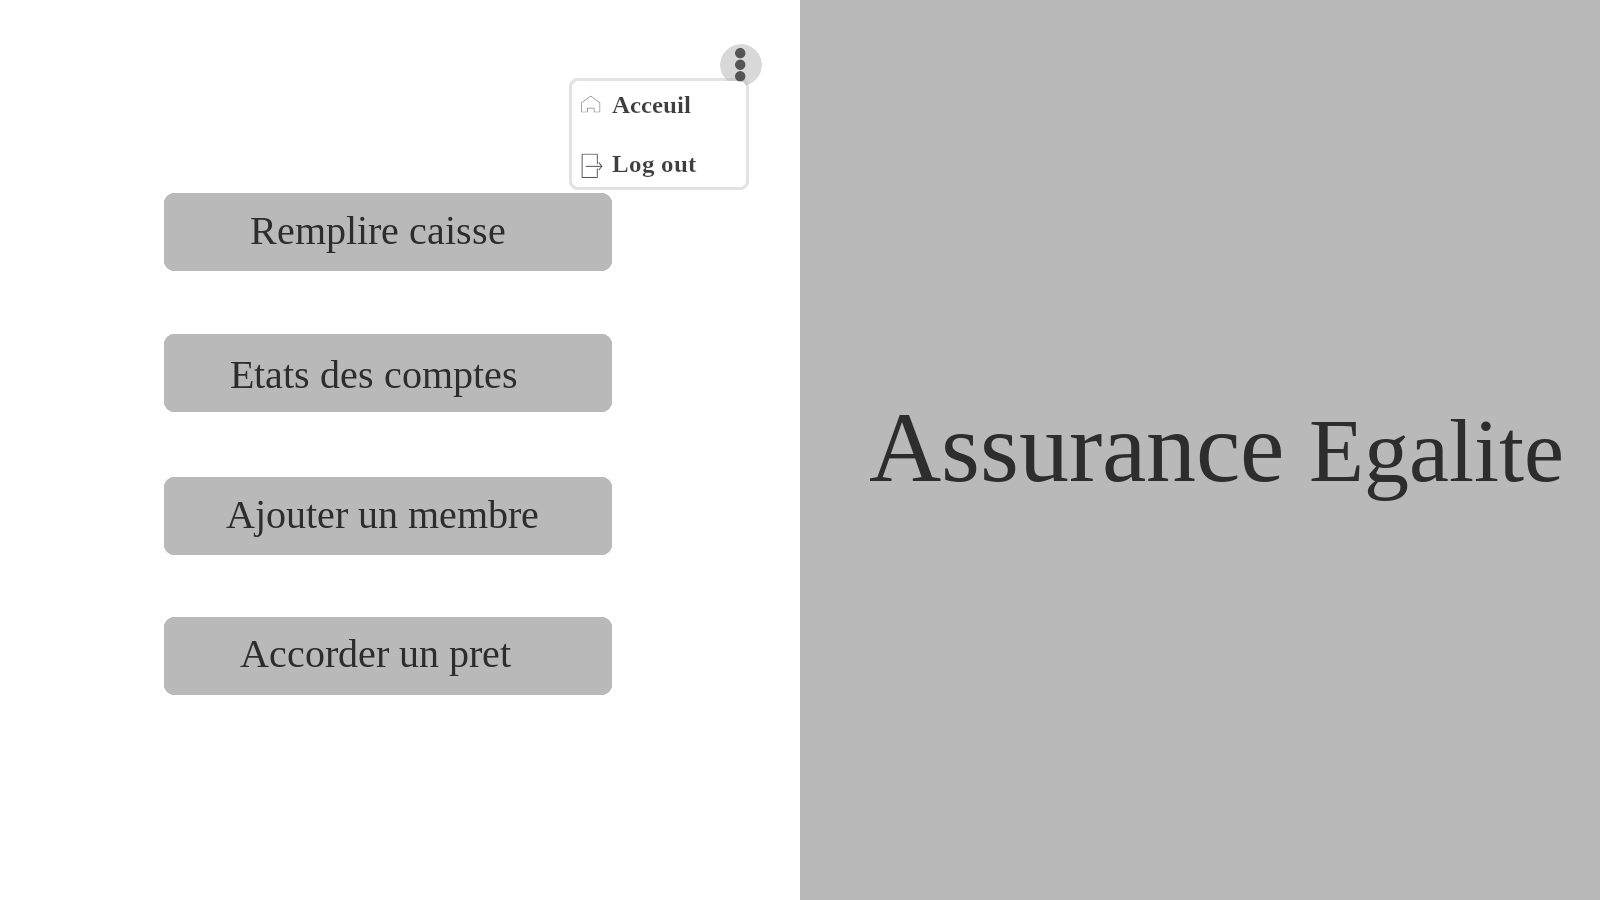 Acceuil
Log out
Remplire caisse
Etats des comptes
Ajouter un membre
Accorder un pret
Assurance Egalite